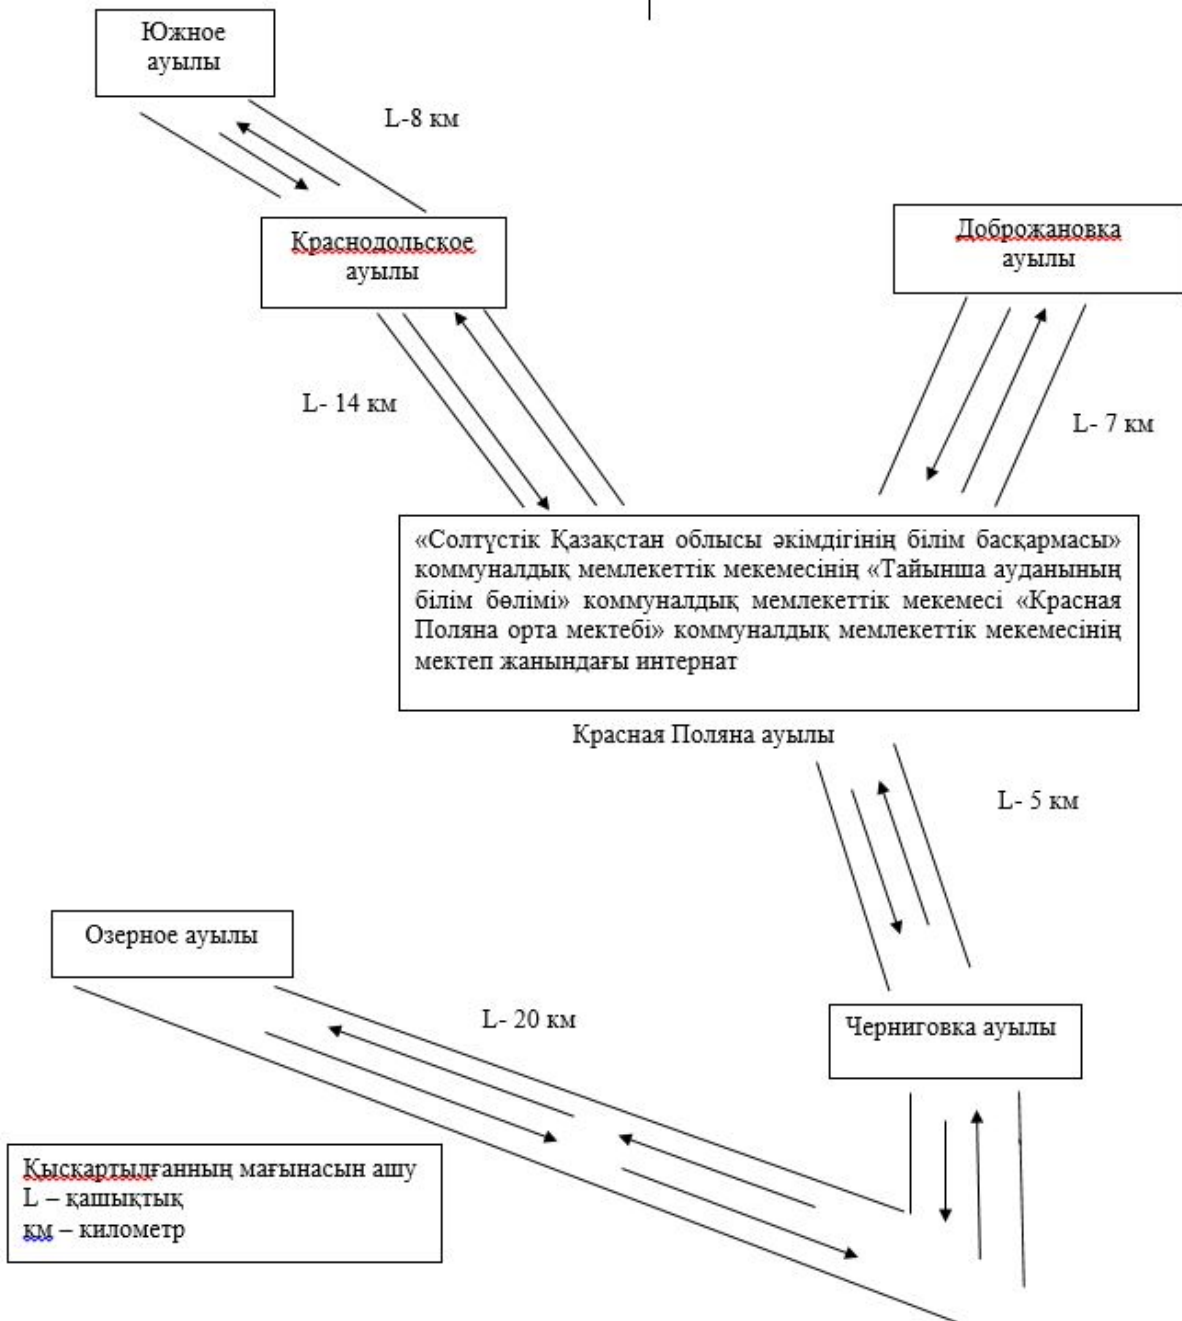 Южное
ауылы
L-8 км
Краснодольское
ауылы
Доброжановка
ауылы
L- 14 км
L- 7 км
«Солтүстік Қазақстан облысы әкімдігінің білім басқармасы»
коммуналдық мемлекеттік мекемесінің «Тайынша ауданының
білім бөлімі» коммуналдық мемлекеттік мекемесі «Красная
Поляна орта мектебі» коммуналдық мемлекеттік мекемесінің
мектеп жанындағы интернат
Красная Поляна ауылы
L- 5 км
Озерное ауылы
L- 20 км
Черниговка ауылы
Қысқартылғанның мағынасын ашу
L – қашықтық
км – километр